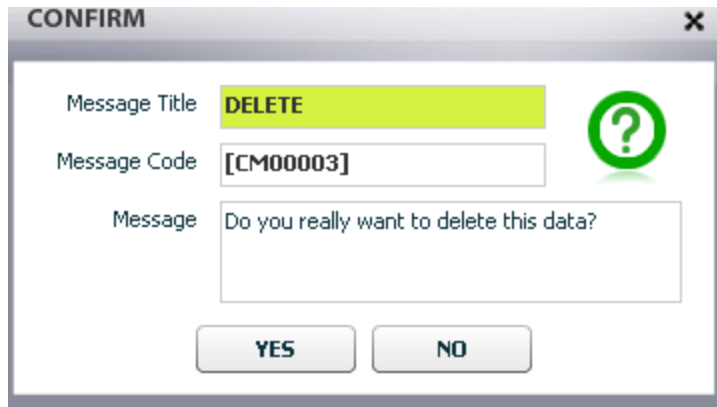 CONFIRM
Message Title DELETE
Message Code [CM00003]
Message Do you really want to delete this data?
YES NO